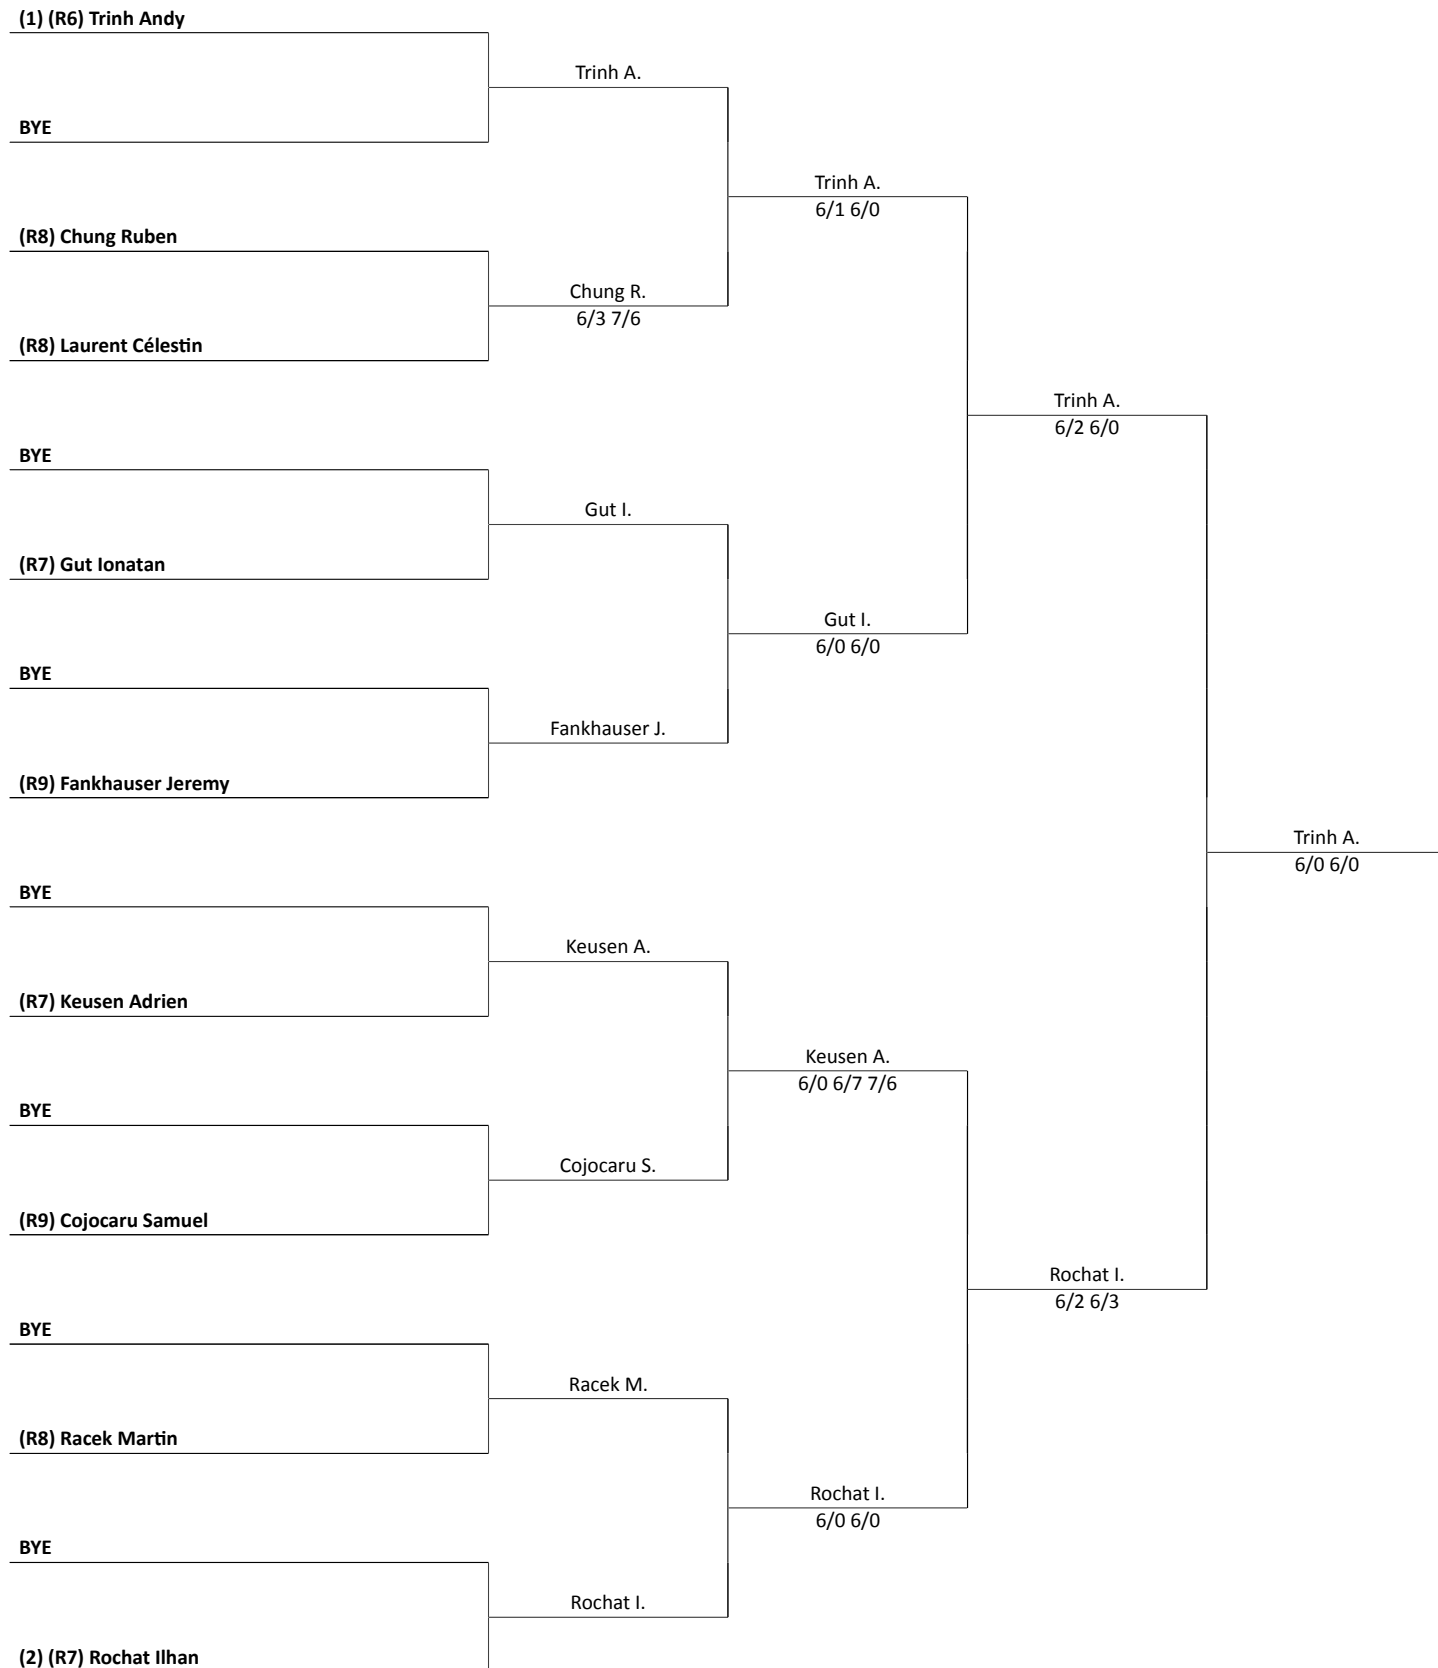 (1) (R6) Trinh Andy
BYE
(R8) Chung Ruben
(R8) Laurent Célestin
BYE
(R7) Gut Ionatan
BYE
(R9) Fankhauser Jeremy
BYE
(R7) Keusen Adrien
BYE
(R9) Cojocaru Samuel
BYE
(R8) Racek Martin
BYE
(2) (R7) Rochat Ilhan
Trinh A.
Chung R.
6/3 7/6
Gut I.
Fankhauser J.
Keusen A.
Cojocaru S.
Racek M.
Rochat I.
Trinh A.
6/1 6/0
Gut I.
6/0 6/0
Keusen A.
6/0 6/7 7/6
Rochat I.
6/0 6/0
Trinh A.
6/2 6/0
Rochat I.
6/2 6/3
Trinh A.
6/0 6/0